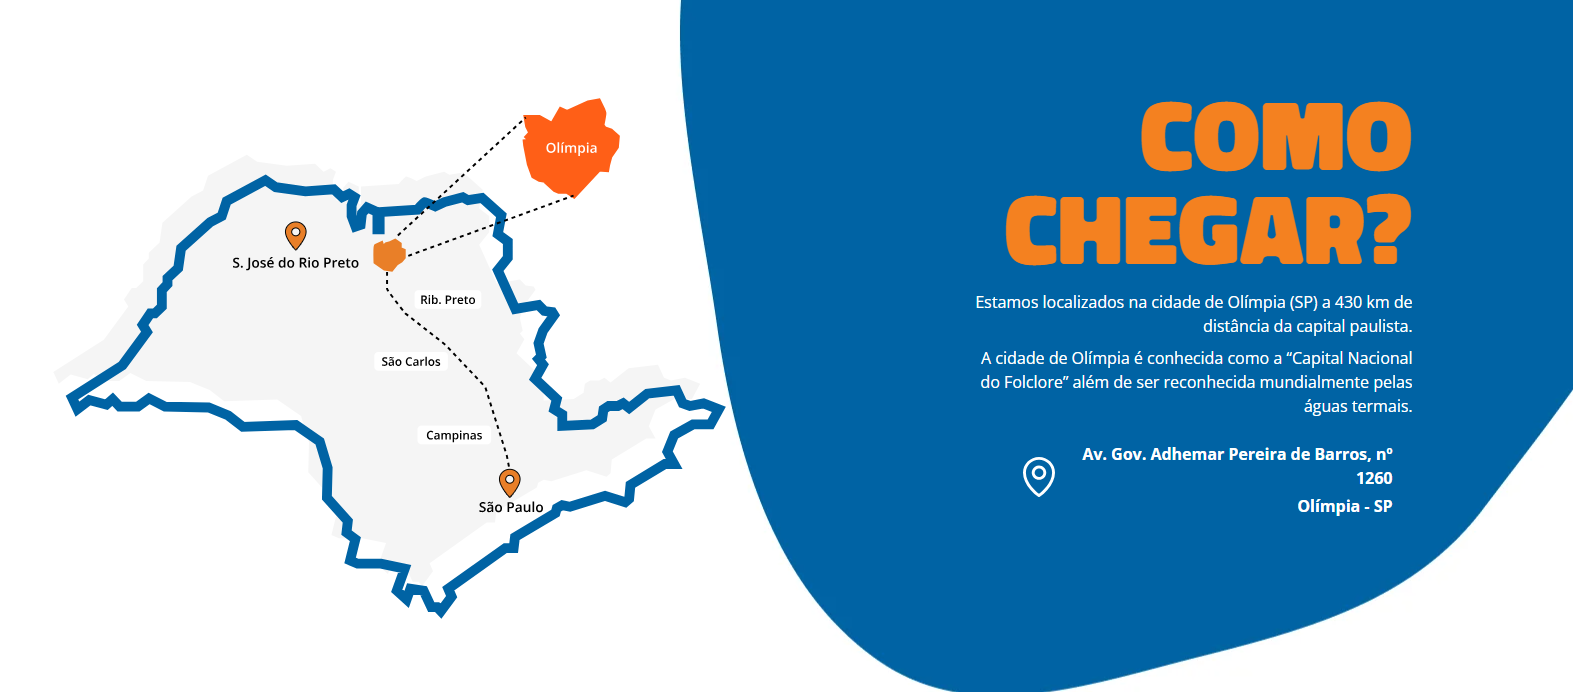 Olímpia
S. José do Rio Preto
Rib. Preto
São Carlos
Campinas
São Paulo
COMO
CHEGAR?
Estamos localizados na cidade de Olímpia (SP) a 430 km de
distância da capital paulista.
A cidade de Olímpia é conhecida como a “Capital Nacional
do Folclore” além de ser reconhecida mundialmente pelas
águas termais.
Av. Gov. Adhemar Pereira de Barros, nº
1260
Olímpia - SP